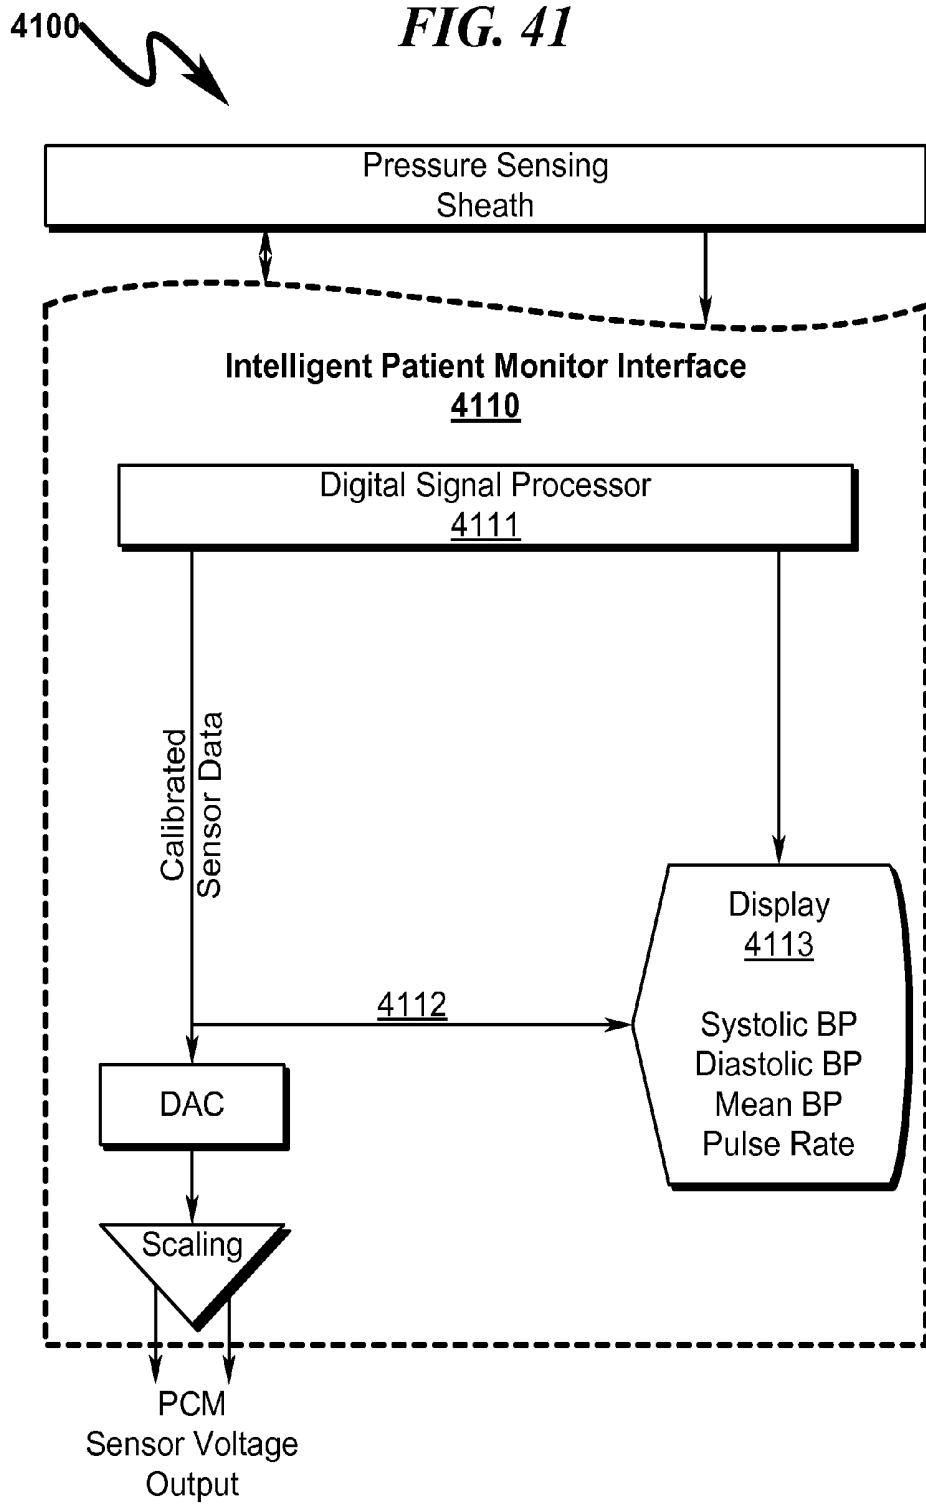 4100
FIG. 41
Pressure Sensing
Sheath
Intelligent Patient Monitor Interface
4110
Digital Signal Processor
4111
Calibrated
Sensor Data
Display
4113
4112
Systolic BP
Diastolic BP
Mean BP
Pulse Rate
DAC
Scaling
PCM
Sensor Voltage
Output